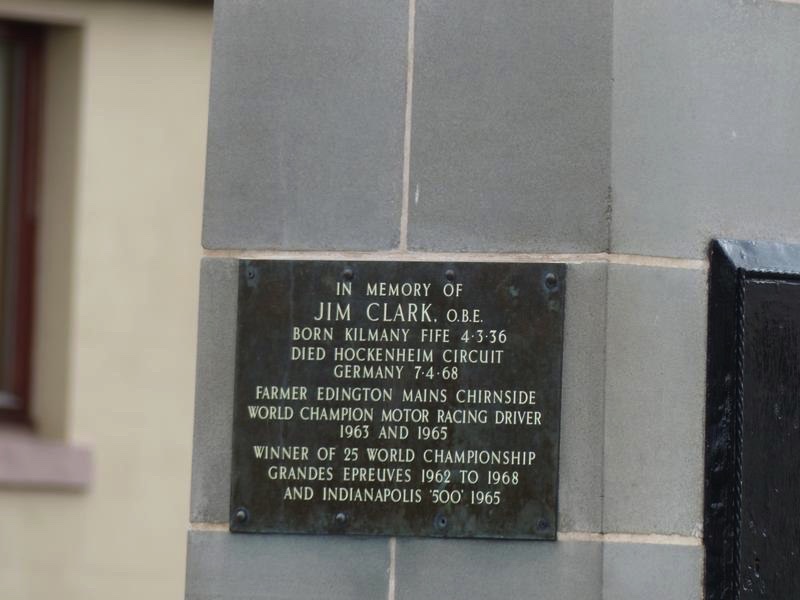 IN MEMORY OF
JIM CLARK, O.B.E.
BORN KILMANY FIFE 4·3·36
DIED HOCKENHEIM CIRCUIT
GERMANY 7·4·68
FARMER EDINGTON MAINS CHIRNSIDE
WORLD CHAMPION MOTOR RACING DRIVER
1963 AND 1965
WINNER OF 25 WORLD CHAMPIONSHIP
GRANDES EPREUVES 1962 TO 1968
AND INDIANAPOLIS '500' 1965